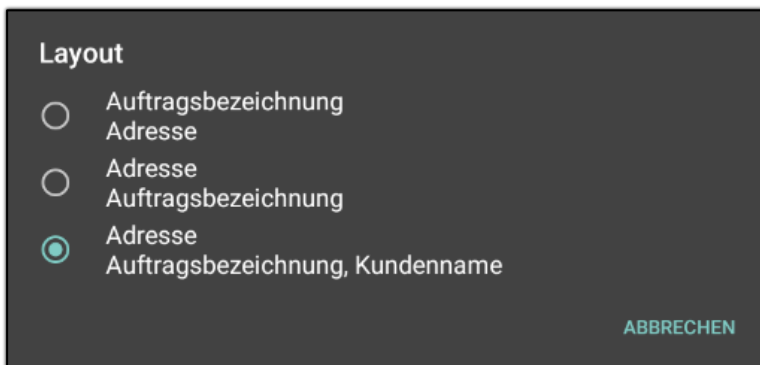 Layout
Auftragsbezeichnung
Adresse
Adresse
Auftragsbezeichnung
Adresse
Auftragsbezeichnung, Kundenname
ABBRECHEN